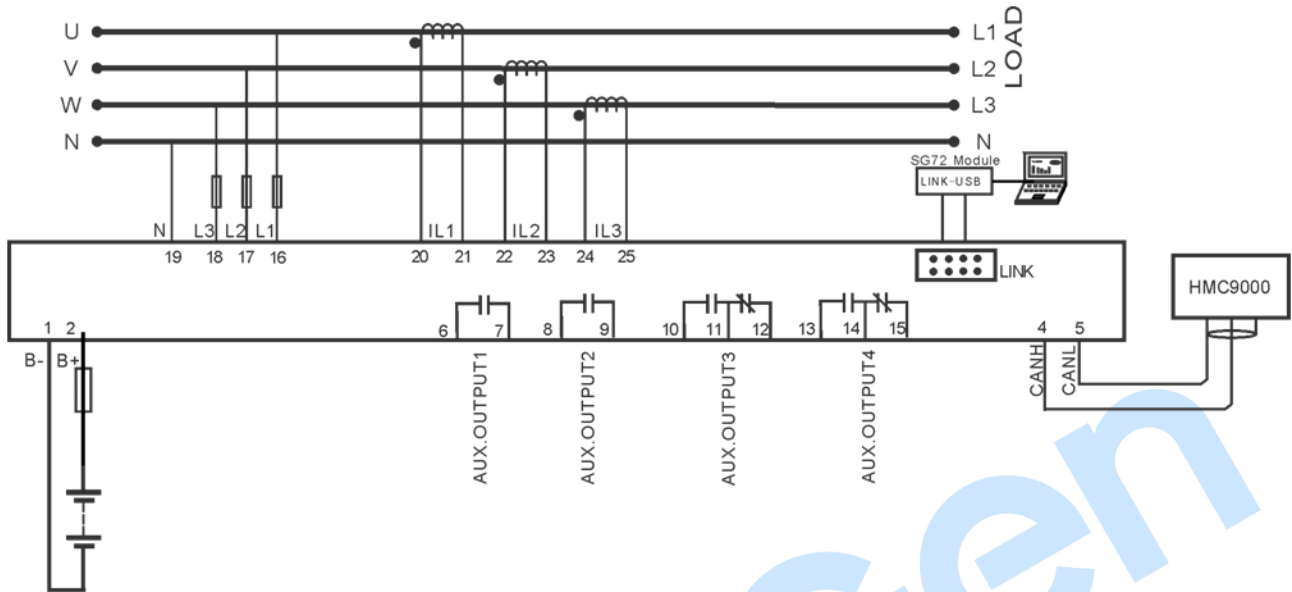 U L1
V L2
W L3
N N
LOAD
SG72 Module
LINK-USB
N L3 L2 L1 IL1 IL2 IL3
19 18 17 16 20 21 22 23 24 25
LINK
HMC9000
1 2 6 7 8 9 10 11 12 13 14 15 4 5
B- B+
AUX.OUTPUT1
AUX.OUTPUT2
AUX.OUTPUT3
AUX.OUTPUT4
CANH
CANL